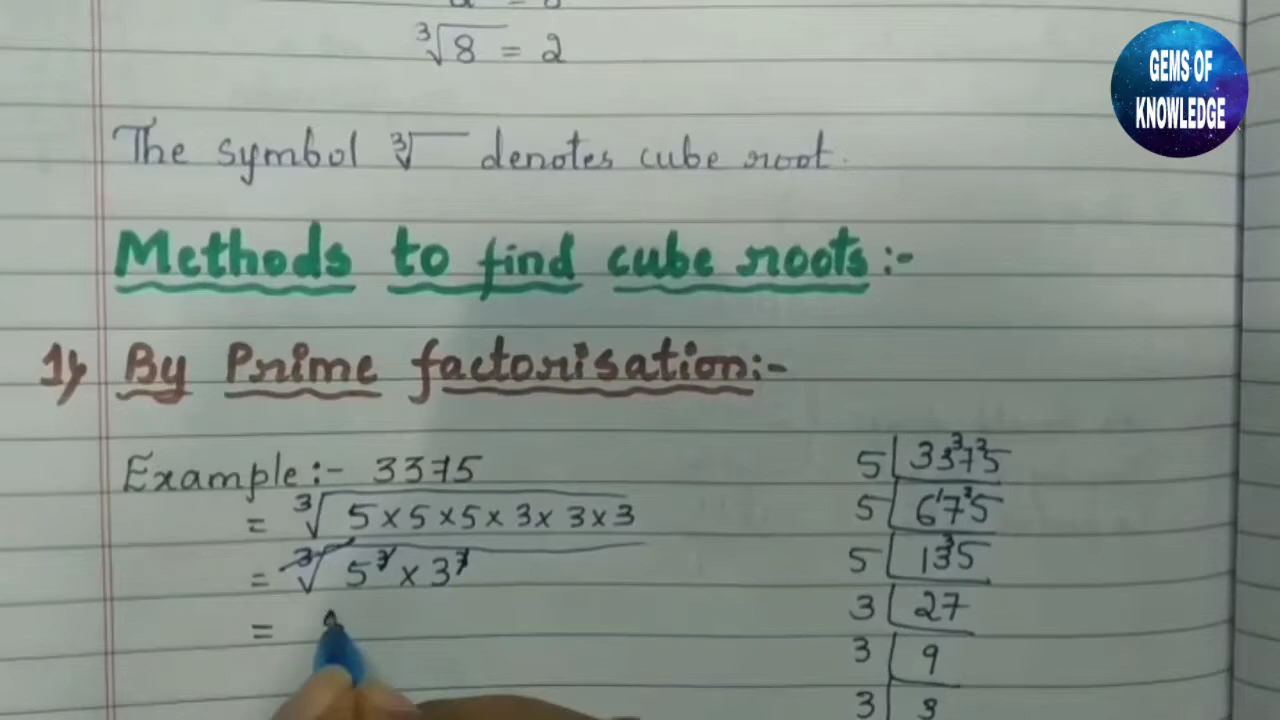 ∛8 = 2
GEMS OF
KNOWLEDGE
The symbol ∛ denotes cube root.
Methods to find cube roots:-
1) By Prime factorisation:-
Example:- 3375
= ∛5 × 5 × 5 × 3 × 3 × 3
= ∛5³ × 3³
=
5 | 3375
5 | 675
5 | 135
3 | 27
3 | 9
3 | 3